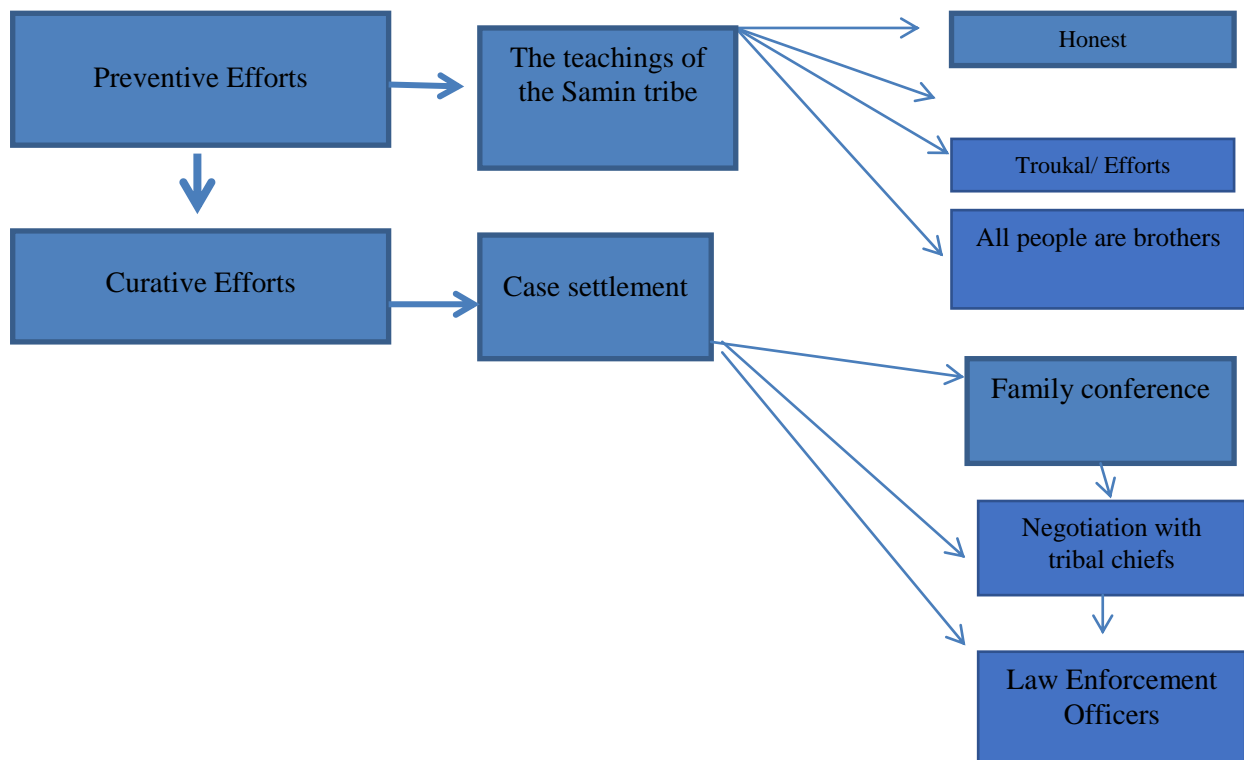 Preventive Efforts
The teachings of
the Samin tribe
Honest
Troukal/ Efforts
All people are brothers
Curative Efforts
Case settlement
Family conference
Negotiation with
tribal chiefs
Law Enforcement
Officers